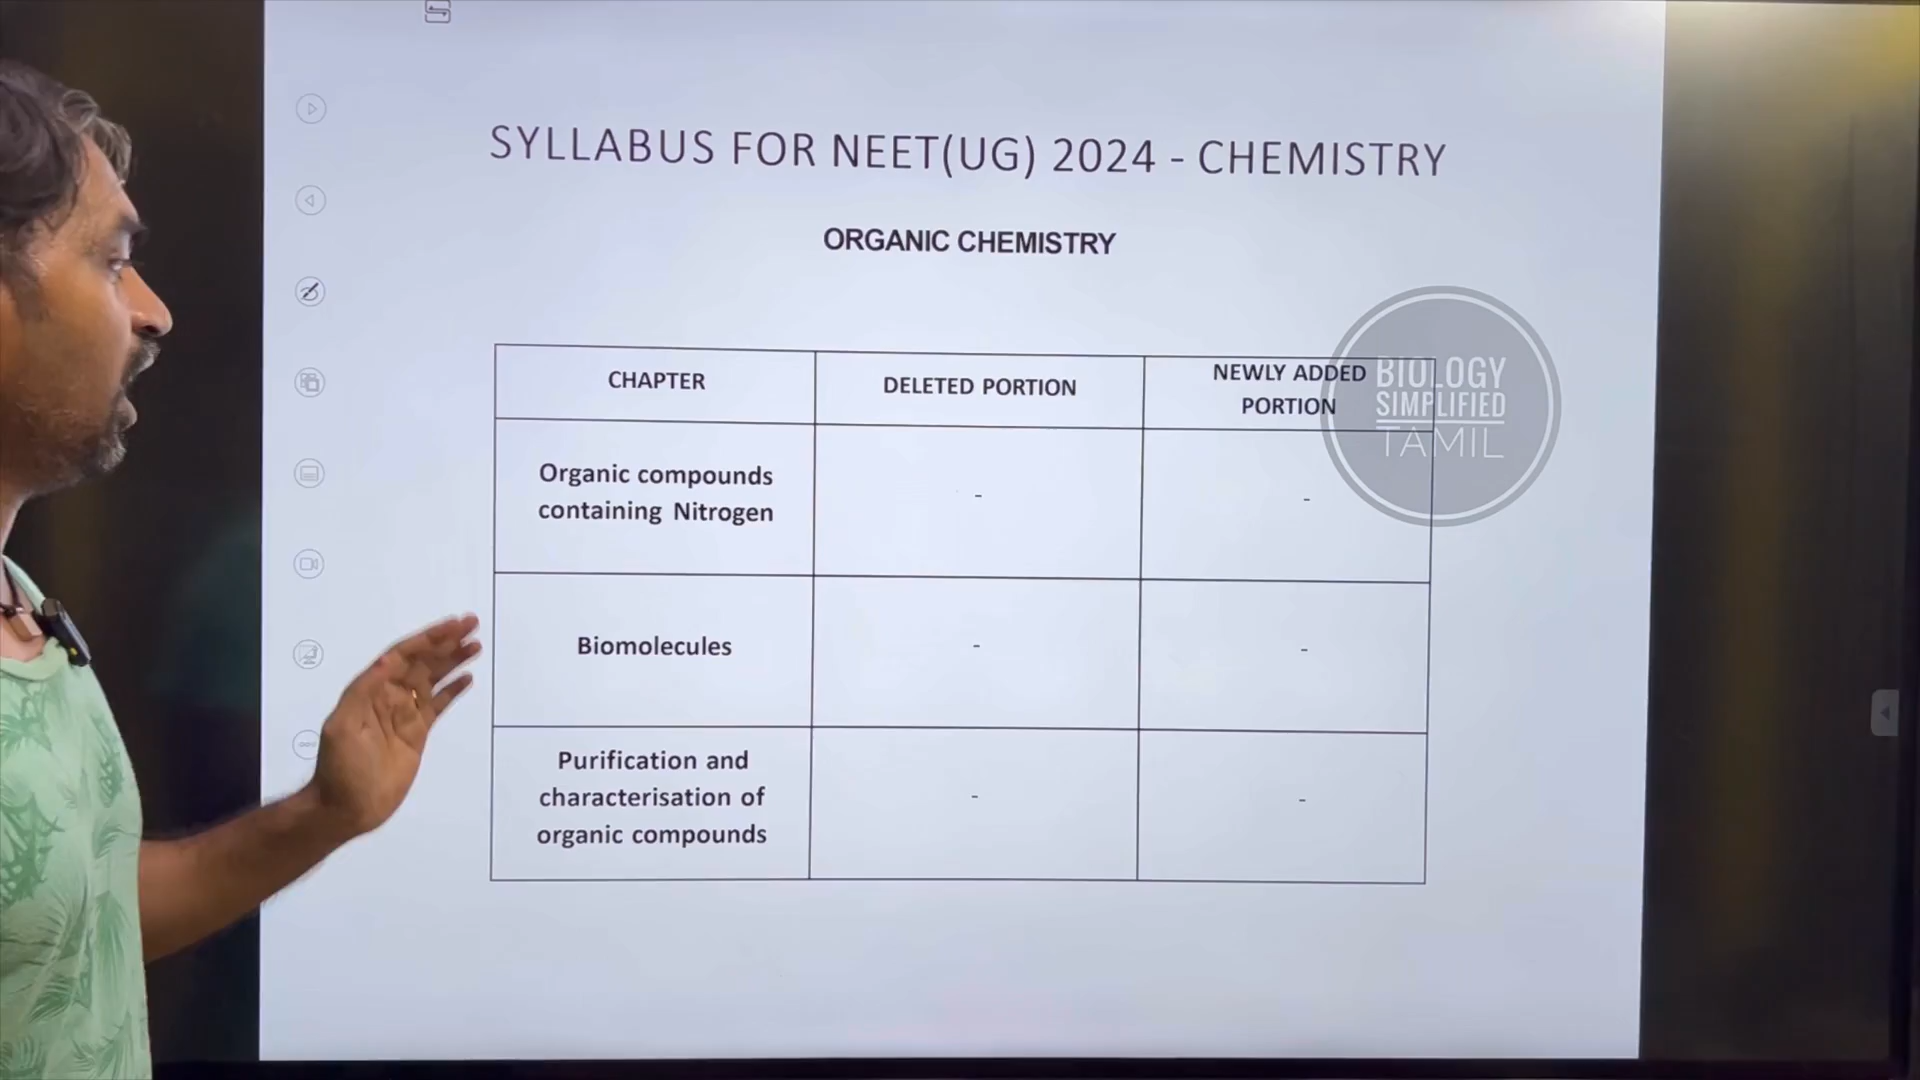 SYLLABUS FOR NEET(UG) 2024 - CHEMISTRY
ORGANIC CHEMISTRY
CHAPTER
DELETED PORTION
NEWLY ADDED
PORTION
Organic compounds
containing Nitrogen
-
-
Biomolecules
-
-
Purification and
characterisation of
organic compounds
-
-
BIOLOGY
SIMPLIFIED
TAMIL